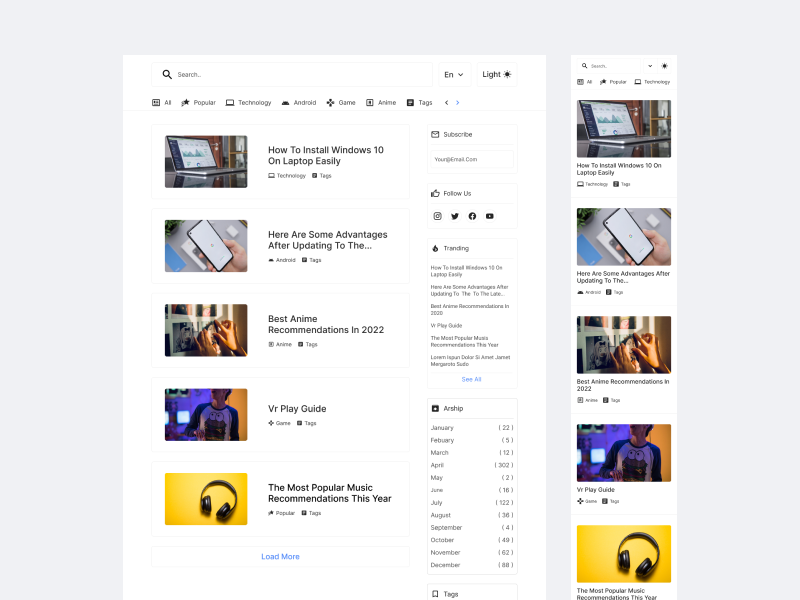 Search..
En
Light
All
Popular
Technology
Android
Game
Anime
Tags
How To Install Windows 10
On Laptop Easily
Technology
Tags
Here Are Some Advantages
After Updating To The...
Android
Tags
Best Anime
Recommendations In 2022
Anime
Tags
Vr Play Guide
Game
Tags
The Most Popular Music
Recommendations This Year
Popular
Tags
Load More
Subscribe
Your@Email.Com
Follow Us
Tranding
How To Install Windows 10 On
Laptop Easily
Here Are Some Advantages After
Updating To The To The Late...
Best Anime Recommendations In
2020
Vr Play Guide
The Most Popular Music
Recommendations This Year
Lorem Inpun Dolor Si Amet Jamet
Mergaroto Sudo
See All
Arship
January ( 22 )
Febuary ( 5 )
March ( 12 )
April ( 302 )
May ( 2 )
June ( 16 )
July ( 122 )
August ( 36 )
September ( 4 )
October ( 49 )
November ( 62 )
December ( 88 )
Tags
Search..
All
Popular
Technology
How To Install Windows 10 On
Laptop Easily
Technology
Tags
Here Are Some Advantages After
Updating To The...
Android
Tags
Best Anime Recommendations In
2022
Anime
Tags
Vr Play Guide
Game
Tags
The Most Popular Music
Recommendations This Year